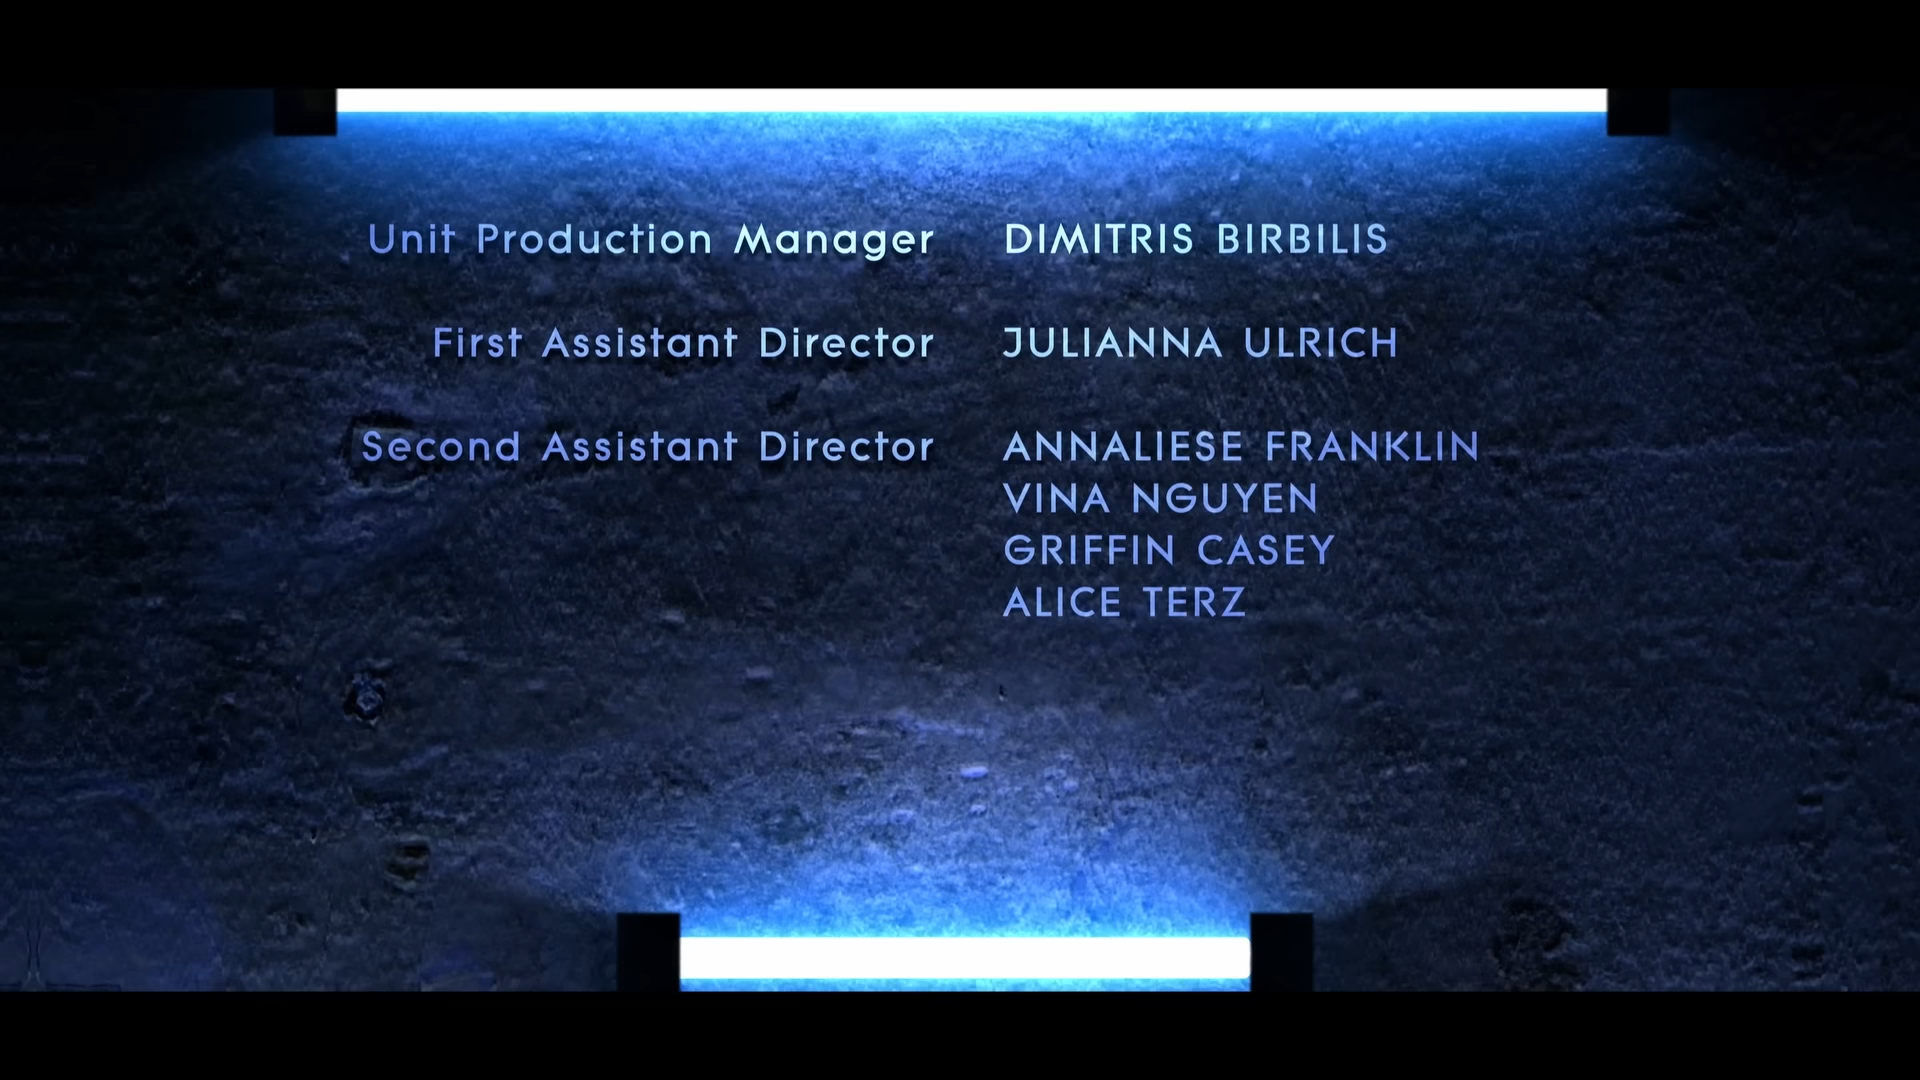 Unit Production Manager DIMITRIS BIRBILIS
First Assistant Director JULIANNA ULRICH
Second Assistant Director ANNALIESE FRANKLIN
VINA NGUYEN
GRIFFIN CASEY
ALICE TERZ